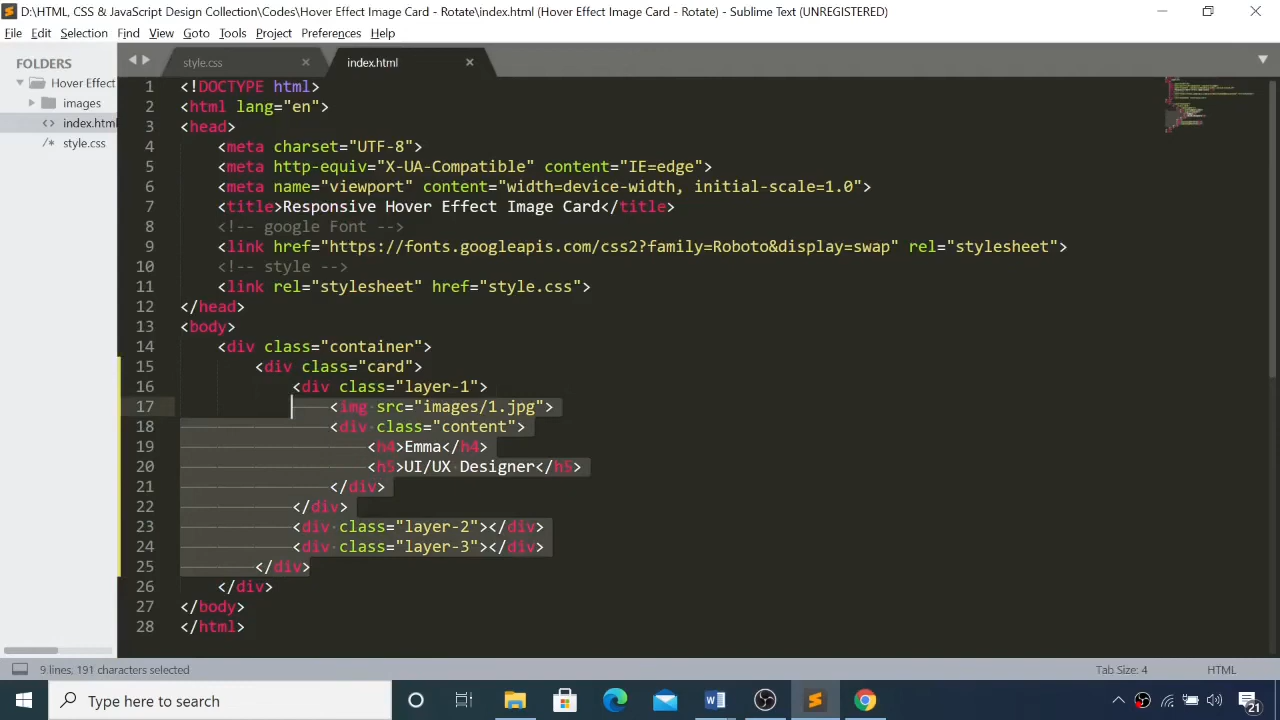 D:\HTML, CSS & JavaScript Design Collection\Codes\Hover Effect Image Card - Rotate\index.html (Hover Effect Image Card - Rotate) - Sublime Text (UNREGISTERED)
File Edit Selection Find View Goto Tools Project Preferences Help
FOLDERS
Hover Effect
images
index.html
style.css
style.css
index.html
1 <!DOCTYPE html>
2 <html lang="en">
3 <head>
4 <meta charset="UTF-8">
5 <meta http-equiv="X-UA-Compatible" content="IE=edge">
6 <meta name="viewport" content="width=device-width, initial-scale=1.0">
7 <title>Responsive Hover Effect Image Card</title>
8 <!-- google Font -->
9 <link href="https://fonts.googleapis.com/css2?family=Roboto&display=swap" rel="stylesheet">
10 <!-- style -->
11 <link rel="stylesheet" href="style.css">
12 </head>
13 <body>
14 <div class="container">
15 <div class="card">
16 <div class="layer-1">
17 <img src="images/1.jpg">
18 <div class="content">
19 <h4>Emma</h4>
20 <h5>UI/UX Designer</h5>
21 </div>
22 </div>
23 <div class="layer-2"></div>
24 <div class="layer-3"></div>
25 </div>
26 </div>
27 </body>
28 </html>
9 lines, 191 characters selected
Tab Size: 4
HTML
Type here to search
21